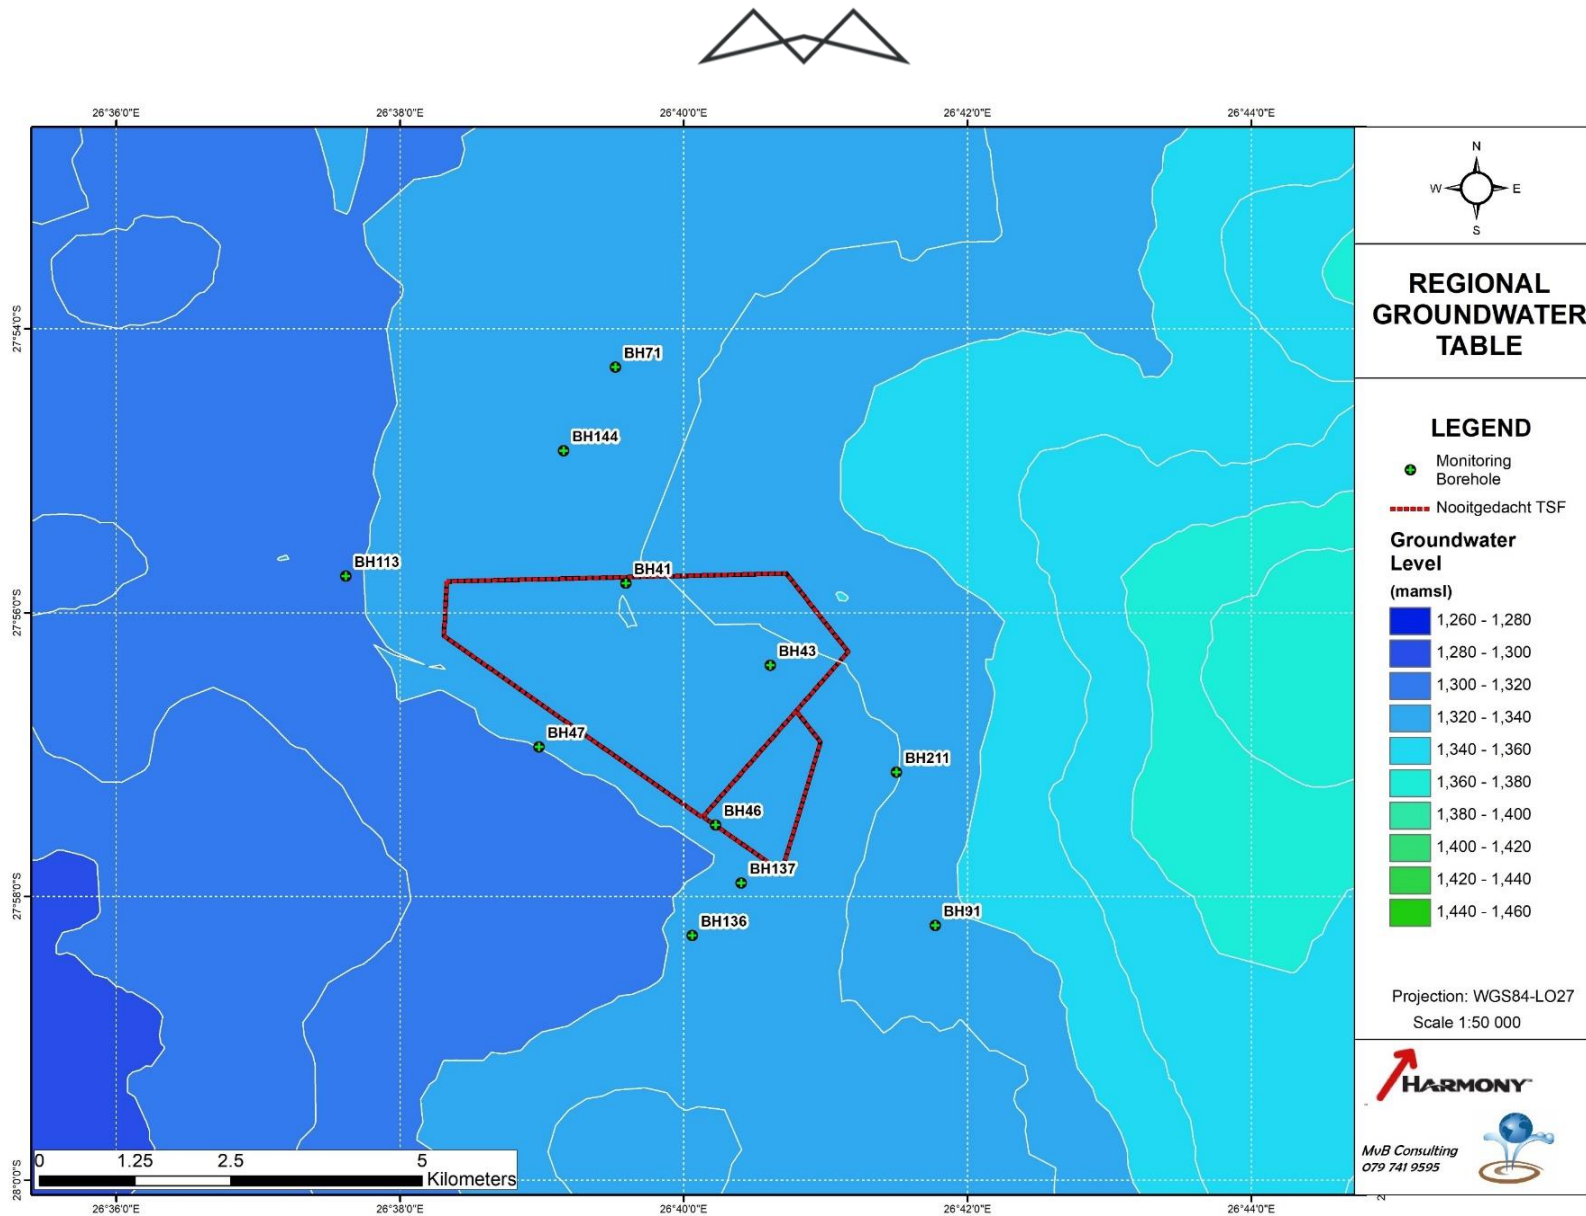 26°36'0"E
26°38'0"E
26°40'0"E
26°42'0"E
26°44'0"E
N
W E
S
REGIONAL
GROUNDWATER
TABLE
27°54'0"S
BH71
BH144
BH113
BH41
27°56'0"S
BH43
BH47
BH211
BH46
BH137
27°58'0"S
BH136
BH91
28°0'0"S
LEGEND
Monitoring
Borehole
Nooitgedacht TSF
Groundwater
Level
(mamsl)
1,260 - 1,280
1,280 - 1,300
1,300 - 1,320
1,320 - 1,340
1,340 - 1,360
1,360 - 1,380
1,380 - 1,400
1,400 - 1,420
1,420 - 1,440
1,440 - 1,460
Projection: WGS84-LO27
Scale 1:50 000
HARMONY™
MvB Consulting
079 741 9595
0 1.25 2.5 5
Kilometers
26°36'0"E
26°38'0"E
26°40'0"E
26°42'0"E
26°44'0"E
2